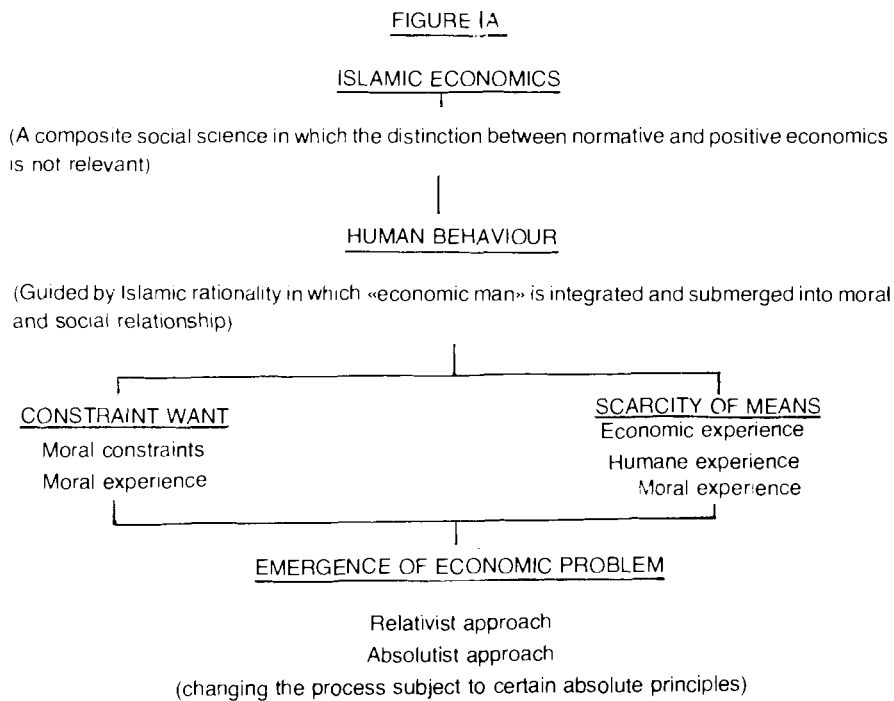 FIGURE IA
ISLAMIC ECONOMICS
(A composite social science in which the distinction between normative and positive economics
is not relevant)
HUMAN BEHAVIOUR
(Guided by Islamic rationality in which «economic man» is integrated and submerged into moral
and social relationship)
CONSTRAINT WANT
Moral constraints
Moral experience
SCARCITY OF MEANS
Economic experience
Humane experience
Moral experience
EMERGENCE OF ECONOMIC PROBLEM
Relativist approach
Absolutist approach
(changing the process subject to certain absolute principles)